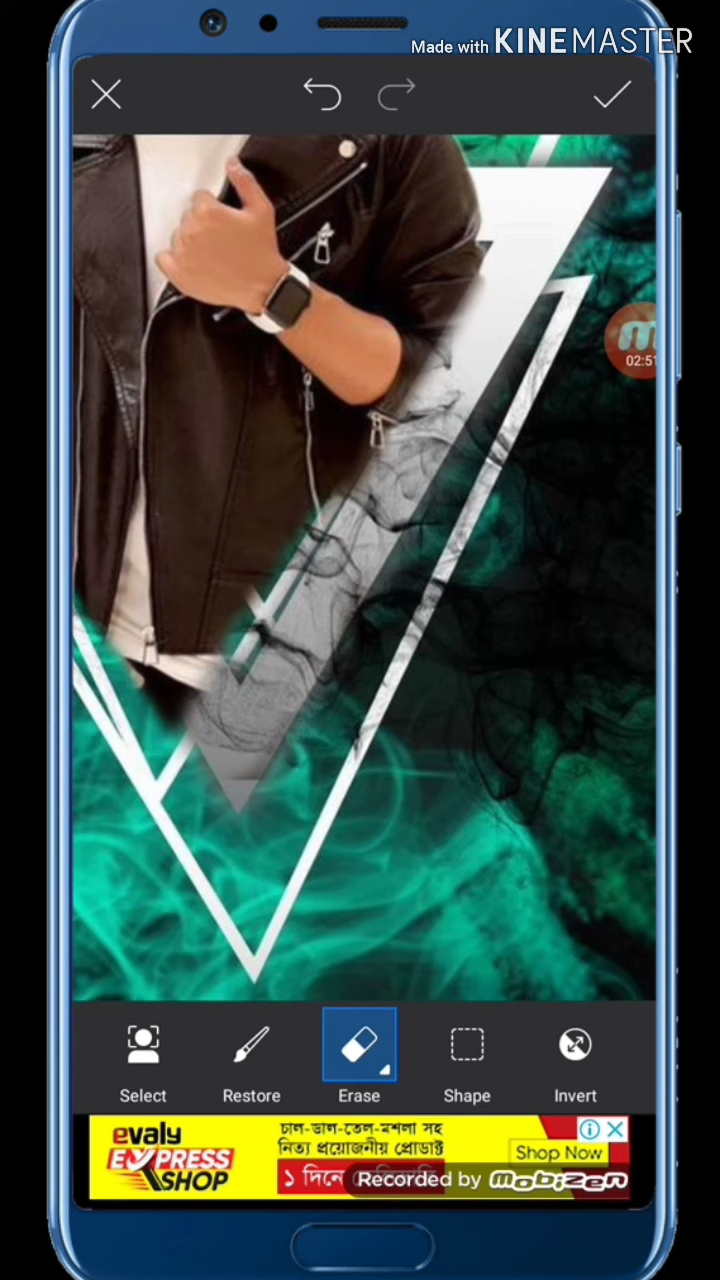 Made with KINEMASTER
02:51
Select
Restore
Erase
Shape
Invert
evaly
EXPRESS
SHOP
চাল-ডাল-তেল-মশলা সহ
নিত্য প্রয়োজনীয় প্রোডাক্ট
১ দিনে
Shop Now
Recorded by mobizen